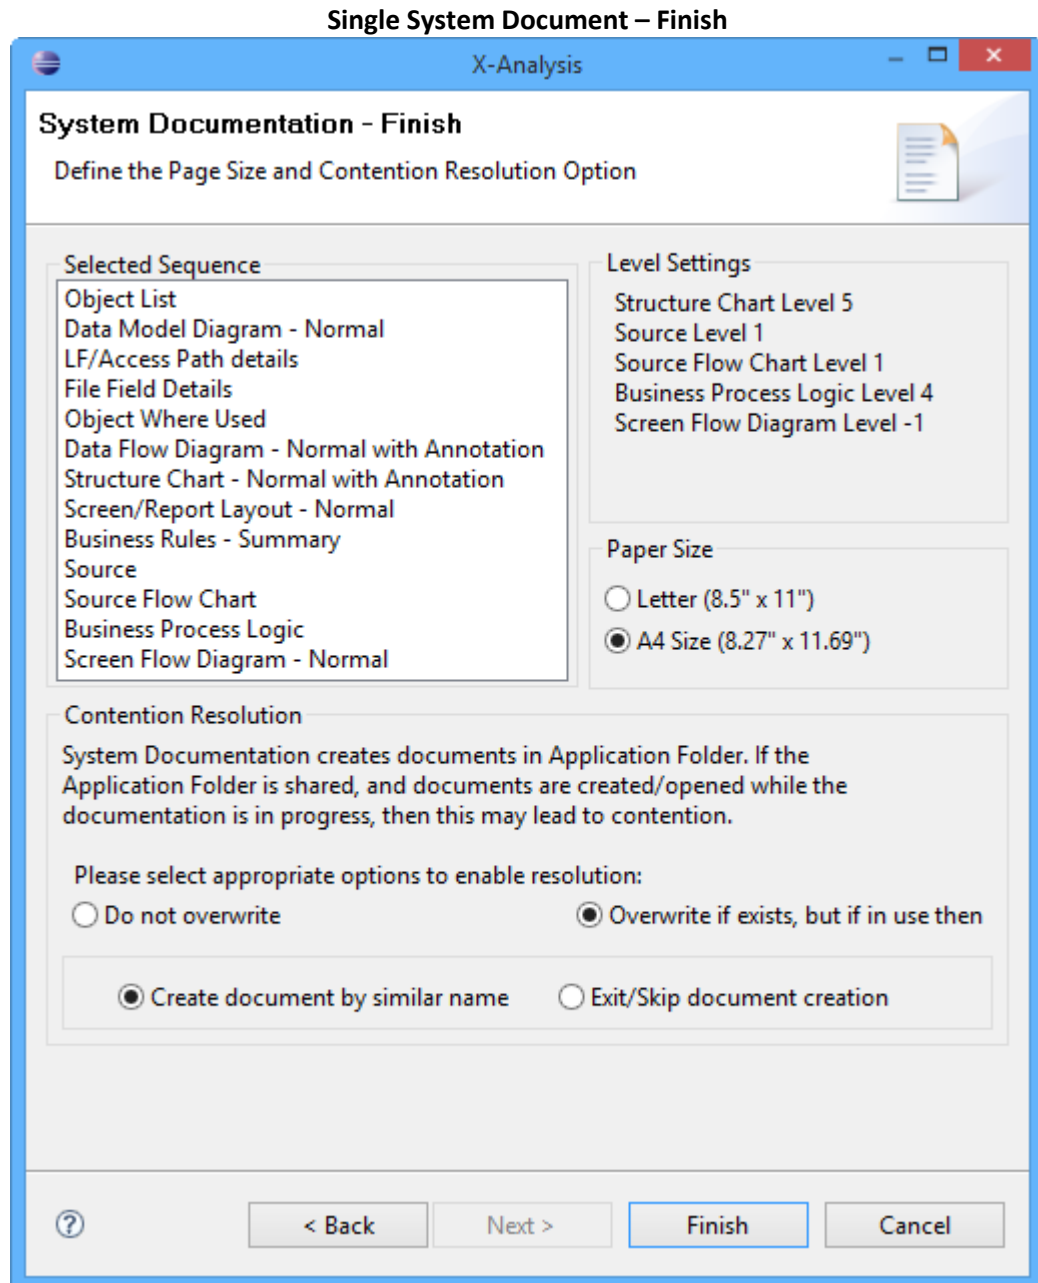 Single System Document – Finish
X-Analysis
System Documentation - Finish
Define the Page Size and Contention Resolution Option
Selected Sequence
Object List
Data Model Diagram - Normal
LF/Access Path details
File Field Details
Object Where Used
Data Flow Diagram - Normal with Annotation
Structure Chart - Normal with Annotation
Screen/Report Layout - Normal
Business Rules - Summary
Source
Source Flow Chart
Business Process Logic
Screen Flow Diagram - Normal
Level Settings
Structure Chart Level 5
Source Level 1
Source Flow Chart Level 1
Business Process Logic Level 4
Screen Flow Diagram Level -1
Paper Size
Letter (8.5" x 11")
A4 Size (8.27" x 11.69")
Contention Resolution
System Documentation creates documents in Application Folder. If the
Application Folder is shared, and documents are created/opened while the
documentation is in progress, then this may lead to contention.
Please select appropriate options to enable resolution:
Do not overwrite
Overwrite if exists, but if in use then
Create document by similar name
Exit/Skip document creation
?
< Back
Next >
Finish
Cancel